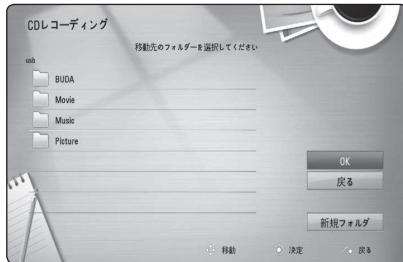 CDレコーディング
移動先のフォルダーを選択してください
usb
BUDA
Movie
Music
Picture
OK
戻る
新規フォルダ
移動
決定
戻る